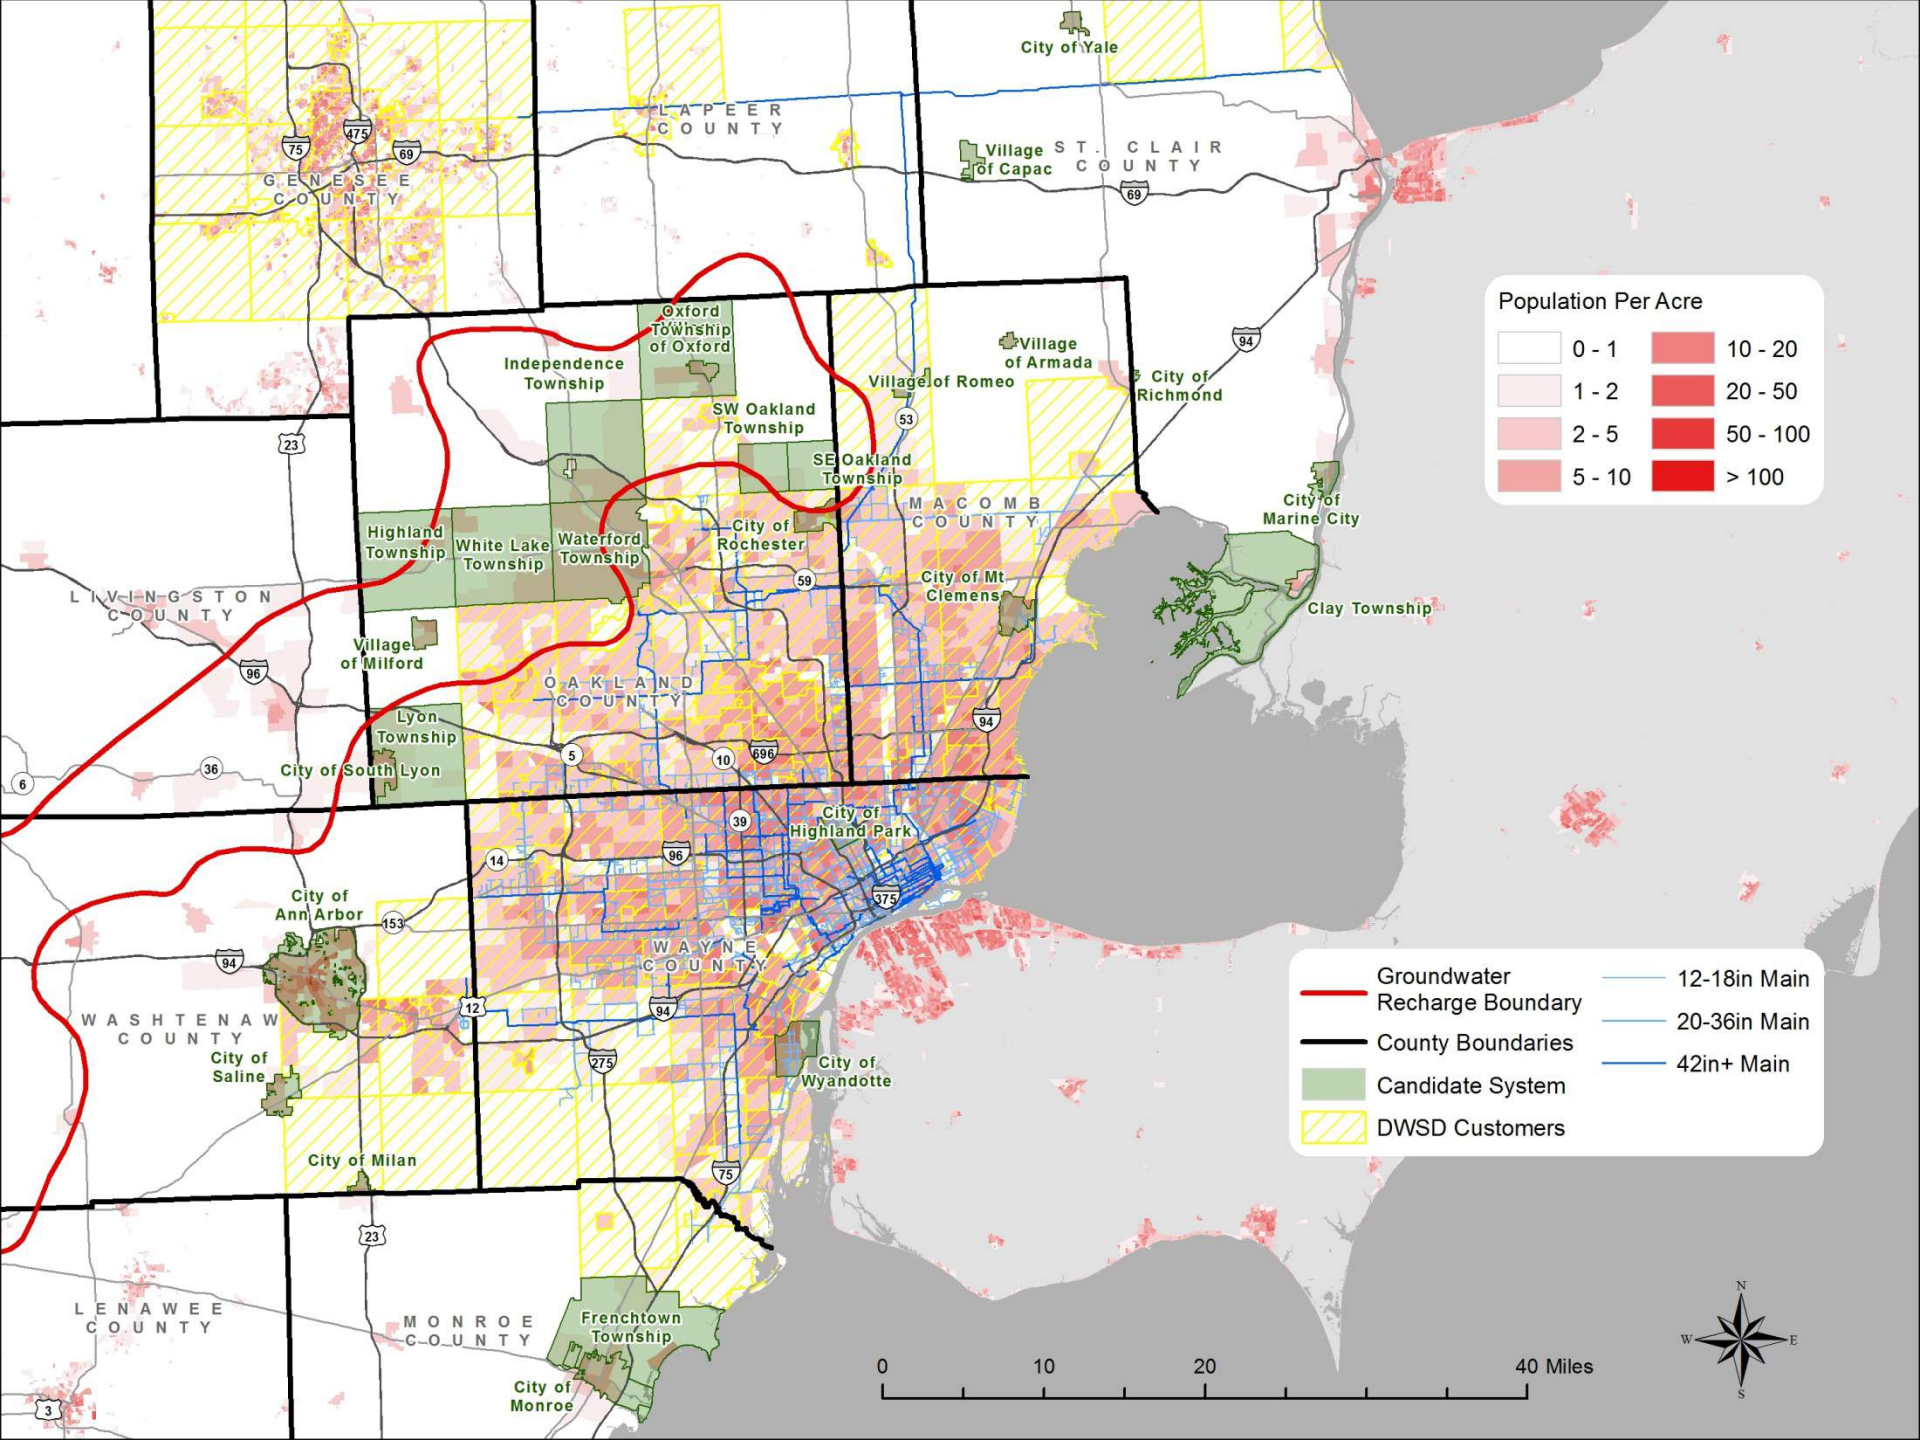 City of Yale
LAPEER
COUNTY
475
75
69
Village
of Capac
ST. CLAIR
COUNTY
69
GENESEE
COUNTY
Population Per Acre
0 - 1
1 - 2
2 - 5
5 - 10
10 - 20
20 - 50
50 - 100
> 100
Oxford
Township
of Oxford
94
Village
of Armada
Independence
Township
Village of Romeo
City of
Richmond
SW Oakland
Township
53
23
SE Oakland
Township
MACOMB
COUNTY
City of
Marine City
Highland
Township
White Lake
Township
Waterford
Township
City of
Rochester
59
City of Mt
Clemens
LIVINGSTON
COUNTY
Clay Township
Village
of Milford
96
OAKLAND
COUNTY
Lyon
Township
94
5
10
696
36
City of South Lyon
6
City of
Highland Park
39
14
96
375
City of
Ann Arbor
153
WAYNE
COUNTY
94
12
94
WASHTENAW
COUNTY
City of
Saline
275
City of
Wyandotte
Groundwater
Recharge Boundary
County Boundaries
Candidate System
DWSD Customers
12-18in Main
20-36in Main
42in+ Main
City of Milan
75
23
LENAWEE
COUNTY
MONROE
COUNTY
Frenchtown
Township
City of
Monroe
3
0 10 20 40 Miles
N
W E
S